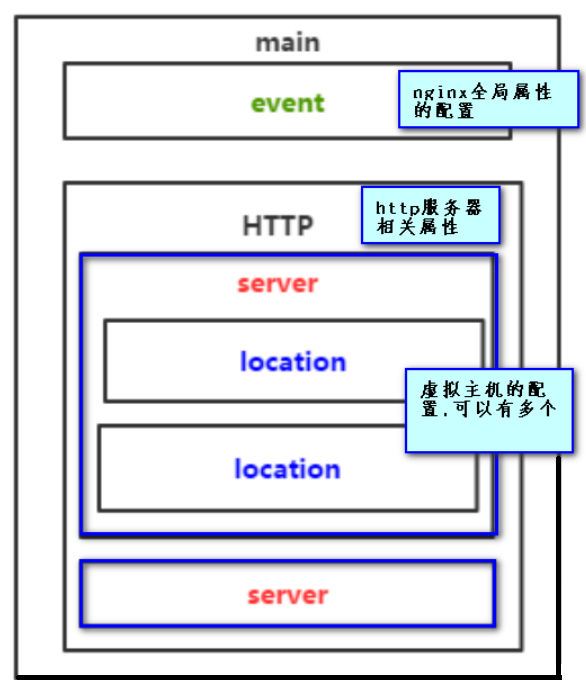 main
event
nginx全局属性
的配置
HTTP
http服务器
相关属性
server
location
虚拟主机的配
置,可以有多个
location
server